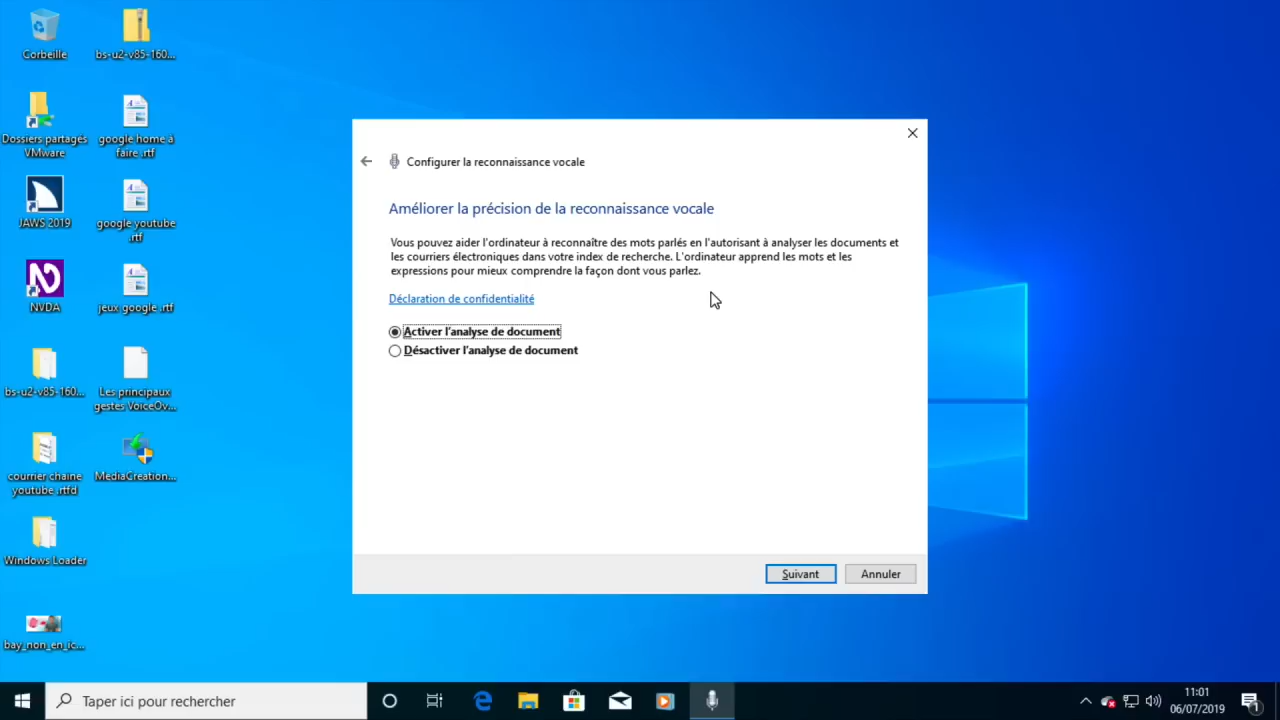 Corbeille
bs-u2-v85-160...
Dossiers partagés
VMware
google home à
faire .rtf
JAWS 2019
google youtube
.rtf
NVDA
jeux google .rtf
bs-u2-v85-160...
Les principaux
gestes VoiceOv...
courrier chaine
youtube .rtfd
MediaCreation...
Windows Loader
bay_non_en_ic...
Configurer la reconnaissance vocale
Améliorer la précision de la reconnaissance vocale
Vous pouvez aider l'ordinateur à reconnaître des mots parlés en l'autorisant à analyser les documents et
les courriers électroniques dans votre index de recherche. L'ordinateur apprend les mots et les
expressions pour mieux comprendre la façon dont vous parlez.
Déclaration de confidentialité
Activer l'analyse de document
Désactiver l'analyse de document
Suivant
Annuler
Taper ici pour rechercher
11:01
06/07/2019
1